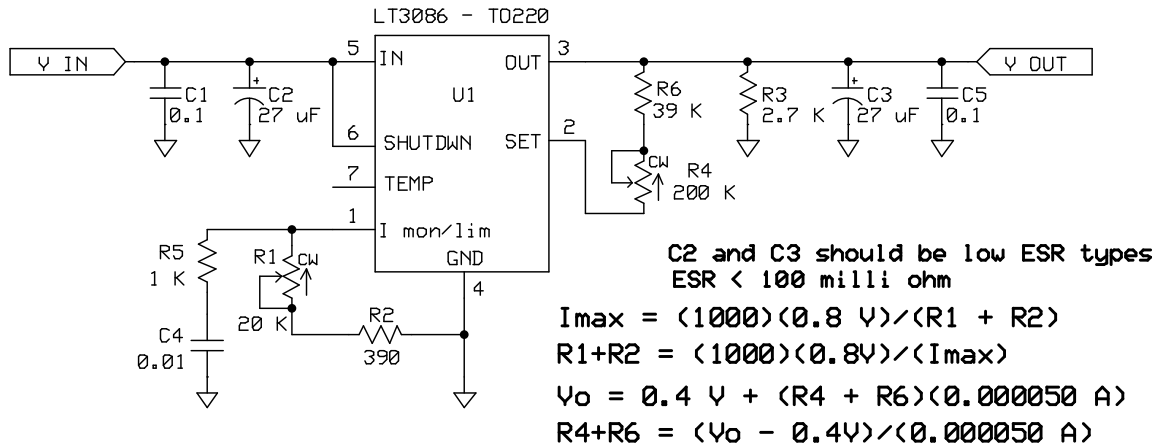 LT3086 - TO220
V IN
5
IN
OUT
3
V OUT
U1
C1
0.1
C2
27 uF
R6
39 K
R3
2.7 K
C3
27 uF
C5
0.1
6
SHUTDWN
SET
2
7
TEMP
CW
R4
200 K
1
I mon/lim
R5
1 K
R1
CW
20 K
GND
4
R2
390
C4
0.01
C2 and C3 should be low ESR types
ESR < 100 milli ohm
Imax = (1000)(0.8 V)/(R1 + R2)
R1+R2 = (1000)(0.8V)/(Imax)
Vo = 0.4 V + (R4 + R6)(0.000050 A)
R4+R6 = (Vo - 0.4V)/(0.000050 A)